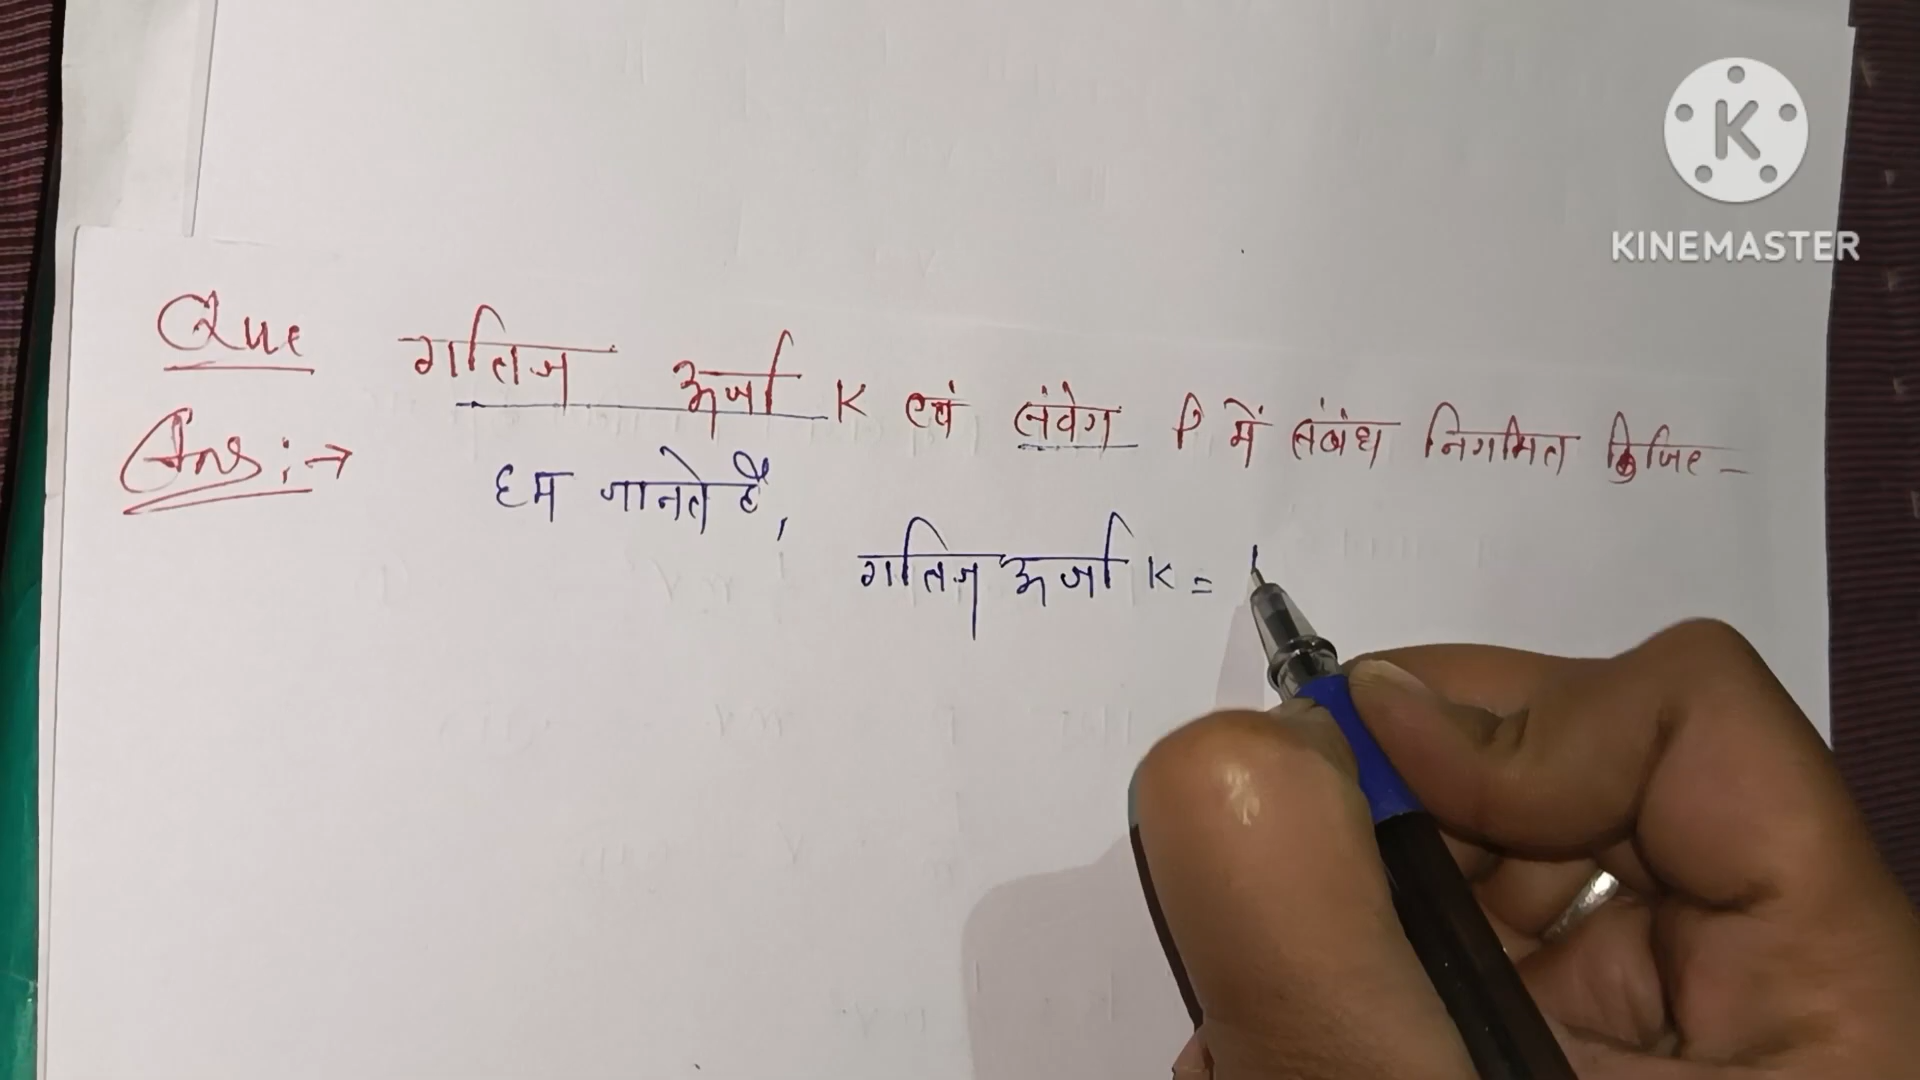 KINEMASTER
Que गतिज ऊर्जा K एवं संवेग P में संबंध निगमित किजिए -
Ans :→ हम जानते है,
गतिज ऊर्जा K = 1